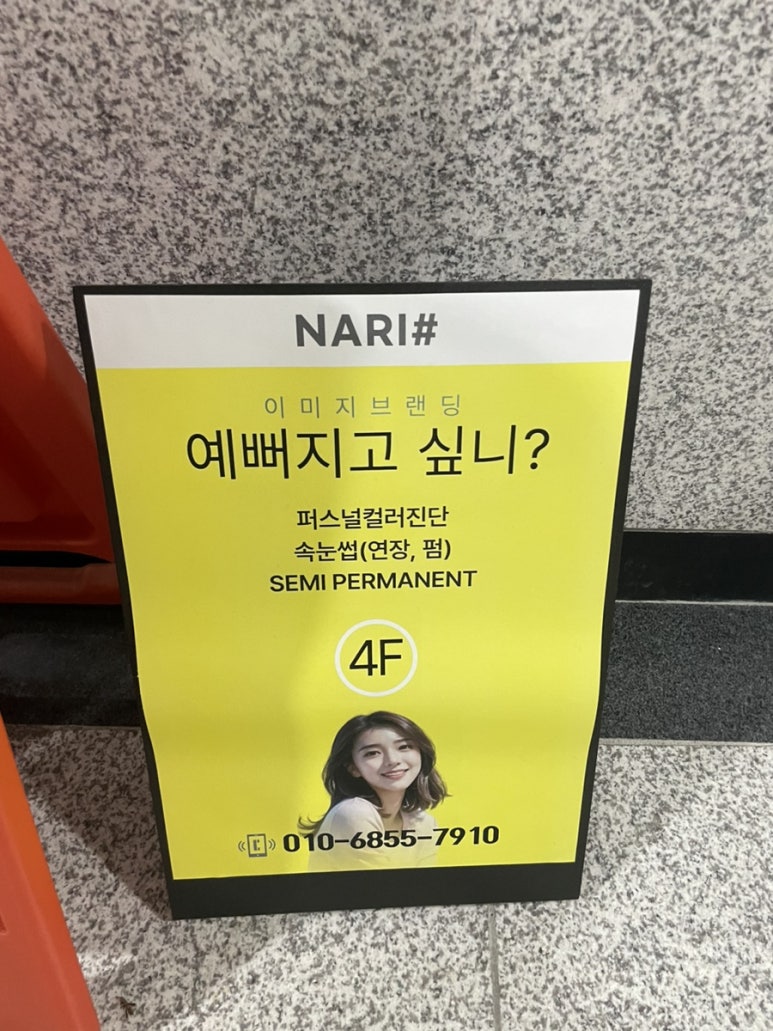 NARI#
이미지브랜딩
예뻐지고 싶니?
퍼스널컬러진단
속눈썹(연장, 펌)
SEMI PERMANENT
4F
010-6855-7910